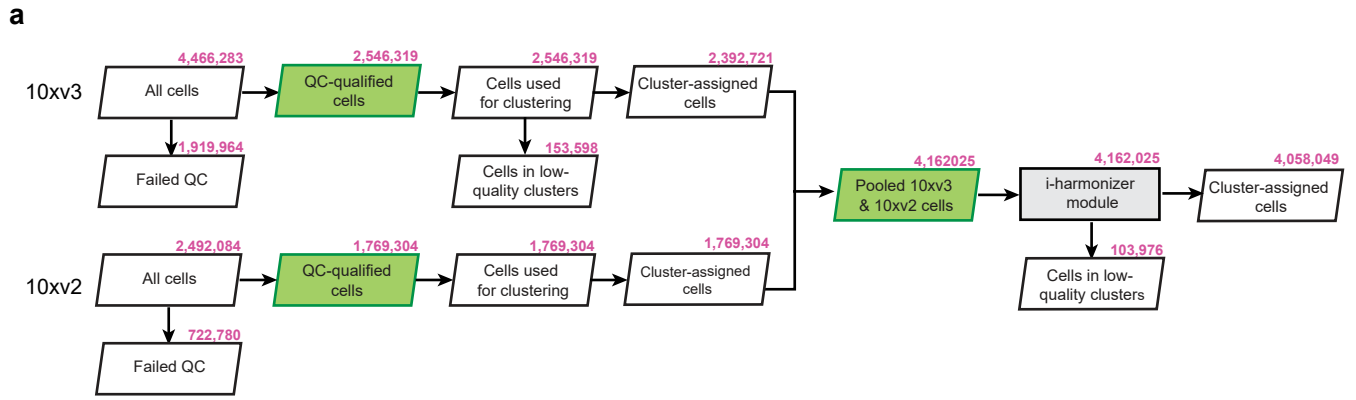 a
10xv3
4,466,283
All cells
2,546,319
QC-qualified
cells
2,546,319
Cells used
for clustering
2,392,721
Cluster-assigned
cells
1,919,964
Failed QC
153,598
Cells in low-
quality clusters
4,162025
Pooled 10xv3
& 10xv2 cells
4,162,025
i-harmonizer
module
4,058,049
Cluster-assigned
cells
103,976
Cells in low-
quality clusters
10xv2
2,492,084
All cells
1,769,304
QC-qualified
cells
1,769,304
Cells used
for clustering
1,769,304
Cluster-assigned
cells
722,780
Failed QC